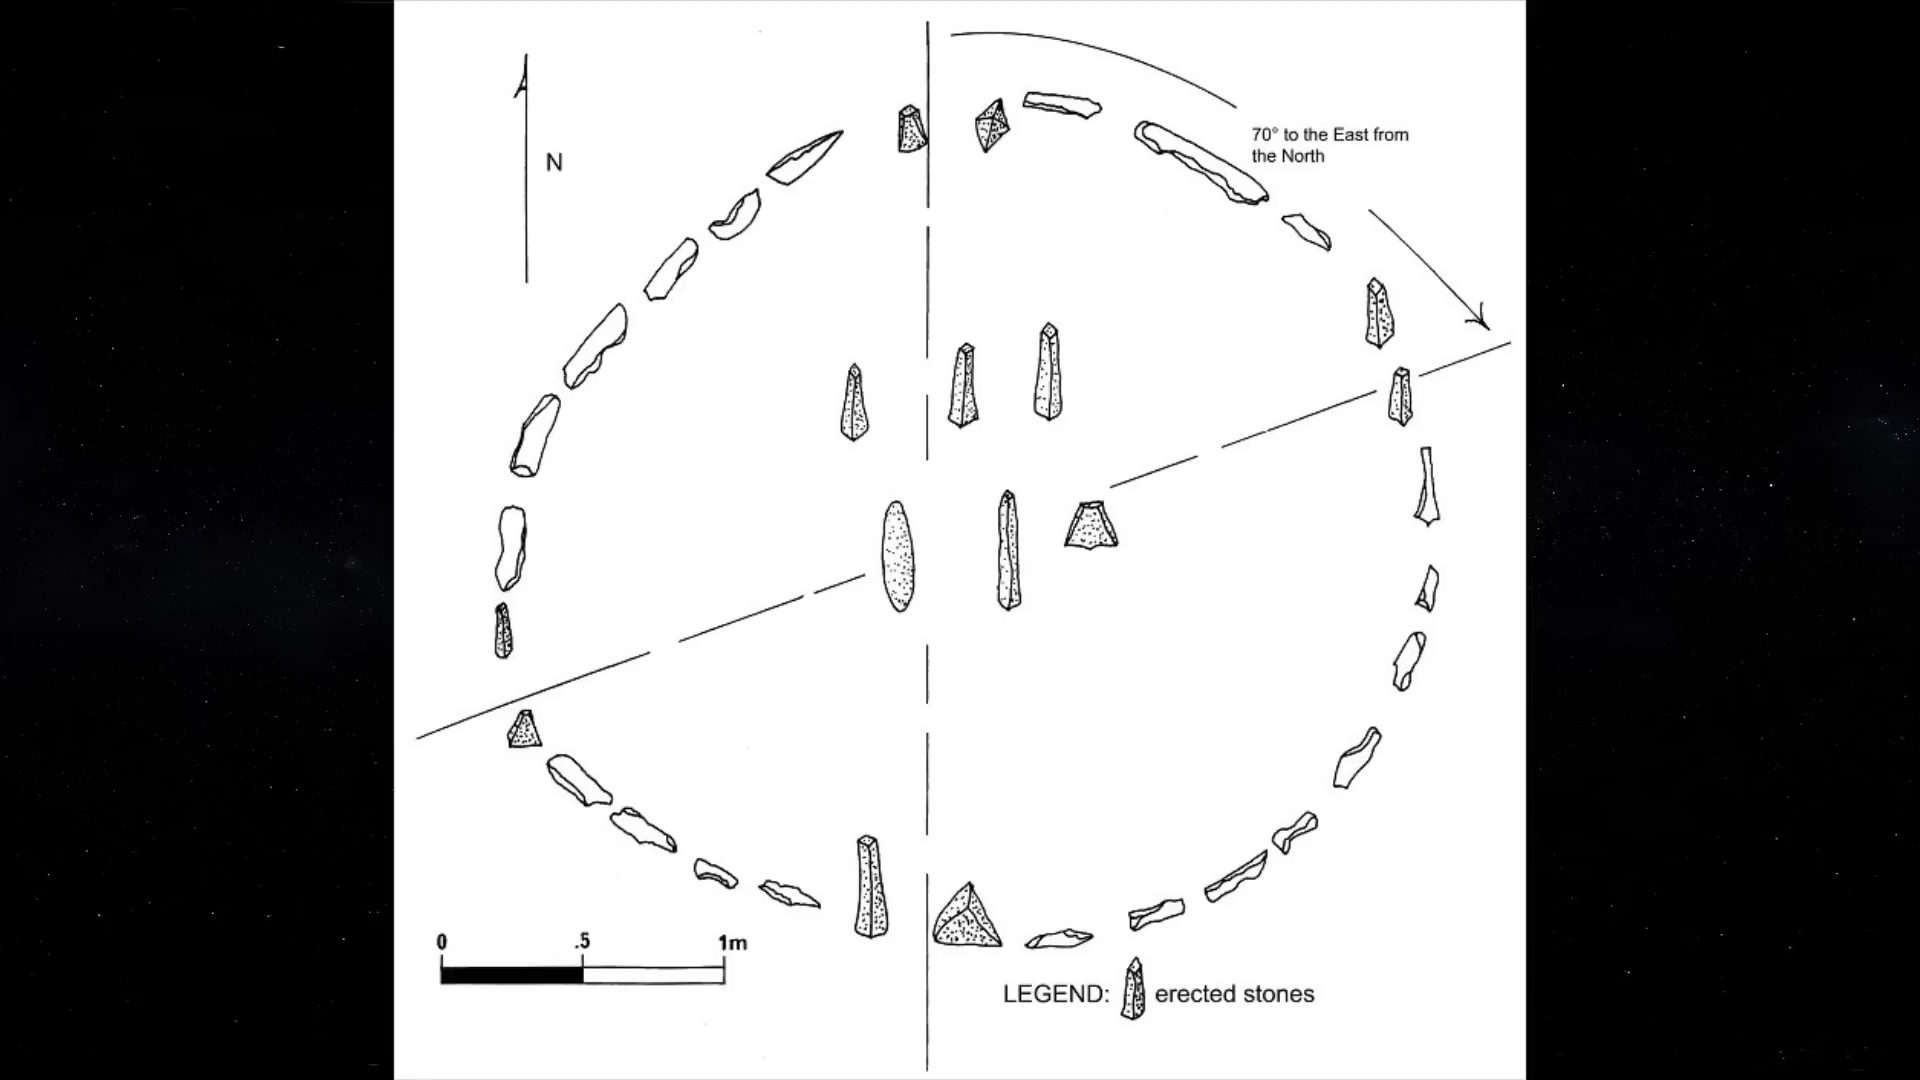 N
70° to the East from
the North
0 .5 1m
LEGEND: erected stones